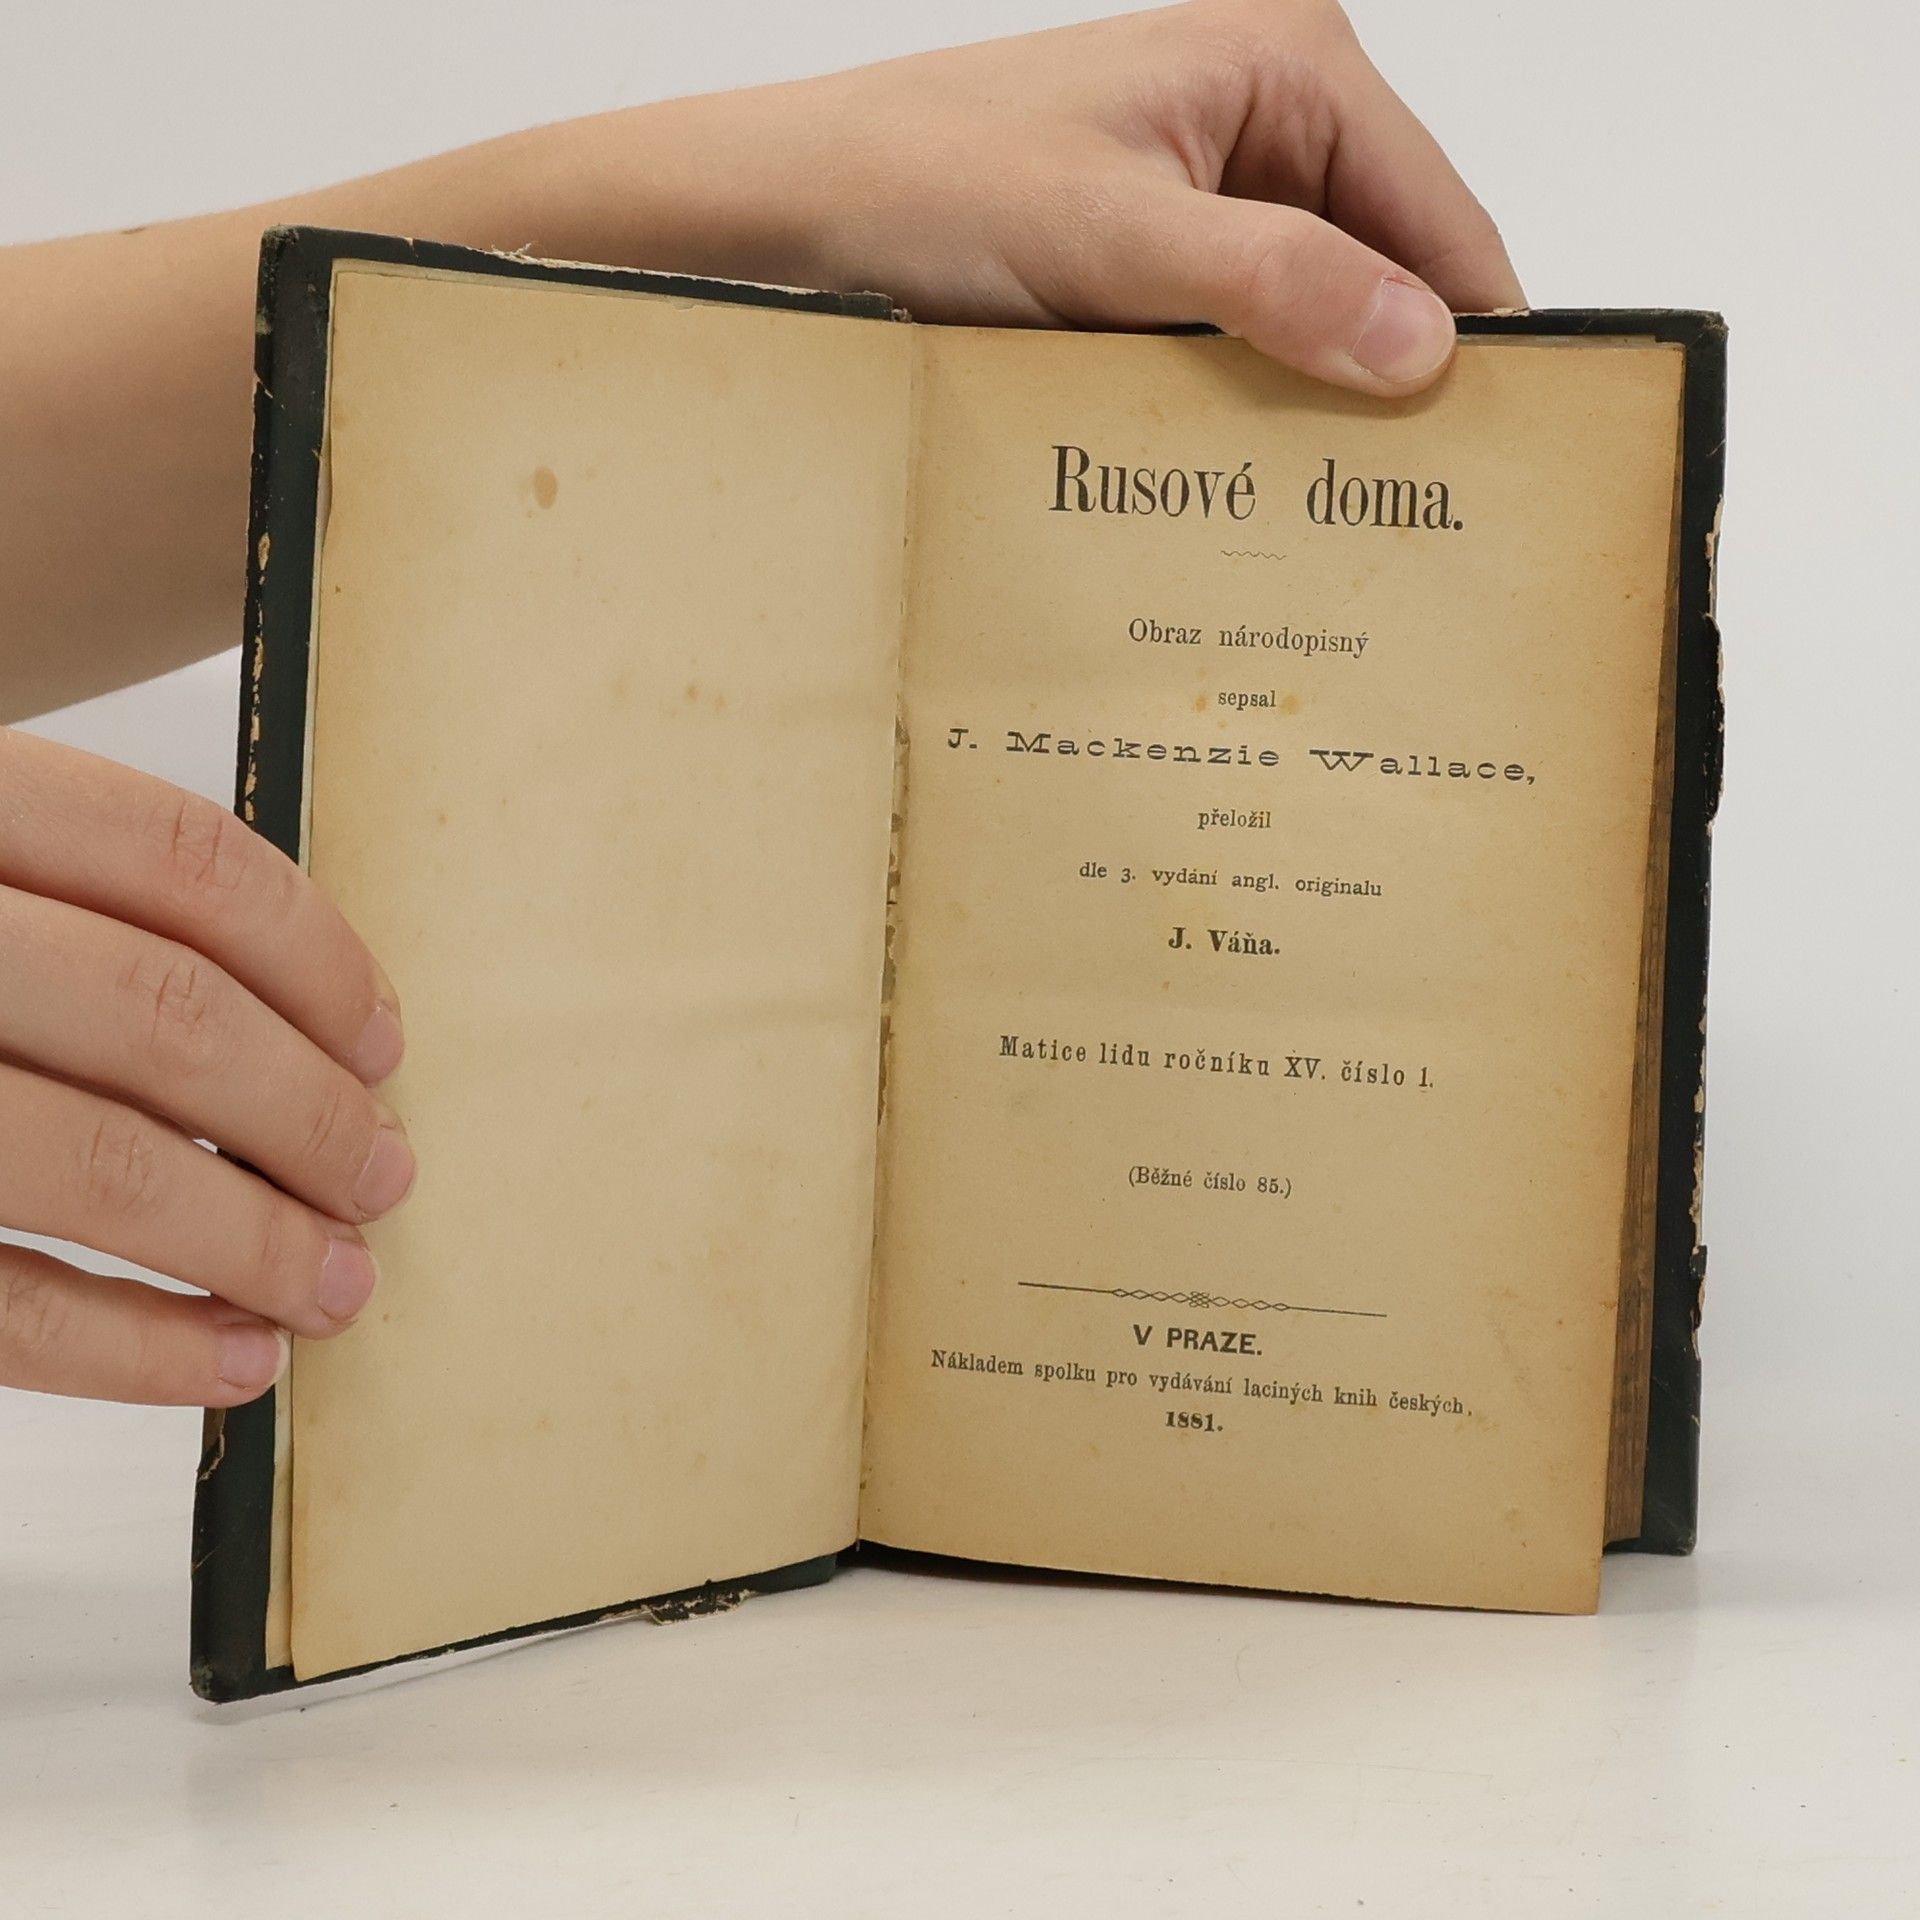 Rusové doma.
Obraz národopisný
sepsal
J. Mackenzie Wallace,
přeložil
dle 3. vydání angl. originalu
J. Váňa.
Matice lidu ročníku XV. číslo 1.
(Běžné číslo 85.)
V PRAZE.
Nákladem spolku pro vydávání laciných knih českých.
1881.